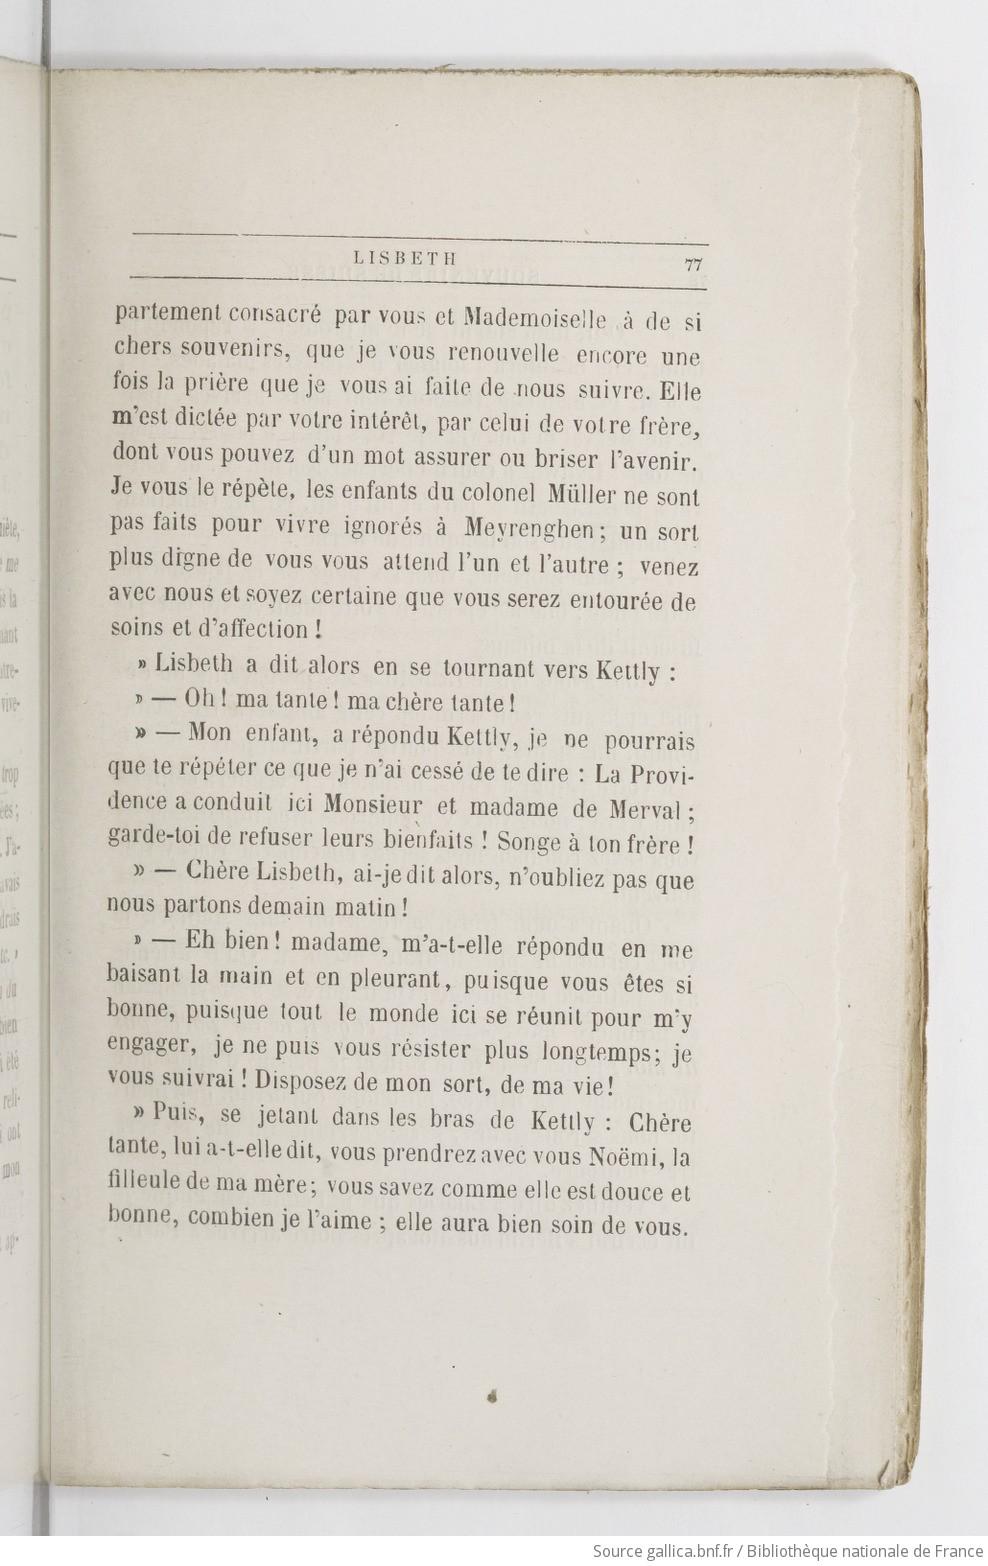 LISBETH 77
partement consacré par vous et Mademoiselle à de si
chers souvenirs, que je vous renouvelle encore une
fois la prière que je vous ai faite de nous suivre. Elle
m'est dictée par votre intérêt, par celui de votre frère,
dont vous pouvez d'un mot assurer ou briser l'avenir.
Je vous le répète, les enfants du colonel Müller ne sont
pas faits pour vivre ignorés à Meyrenghen ; un sort
plus digne de vous vous attend l'un et l'autre ; venez
avec nous et soyez certaine que vous serez entourée de
soins et d'affection !
» Lisbeth a dit alors en se tournant vers Kettly :
» — Oh ! ma tante ! ma chère tante !
» — Mon enfant, a répondu Kettly, je ne pourrais
que te répéter ce que je n'ai cessé de te dire : La Provi-
dence a conduit ici Monsieur et madame de Merval ;
garde-toi de refuser leurs bienfaits ! Songe à ton frère !
» — Chère Lisbeth, ai-je dit alors, n'oubliez pas que
nous partons demain matin !
» — Eh bien ! madame, m'a-t-elle répondu en me
baisant la main et en pleurant, puisque vous êtes si
bonne, puisque tout le monde ici se réunit pour m'y
engager, je ne puis vous résister plus longtemps ; je
vous suivrai ! Disposez de mon sort, de ma vie !
» Puis, se jetant dans les bras de Kettly : Chère
tante, lui a-t-elle dit, vous prendrez avec vous Noëmi, la
filleule de ma mère ; vous savez comme elle est douce et
bonne, combien je l'aime ; elle aura bien soin de vous.
Source gallica.bnf.fr / Bibliothèque nationale de France